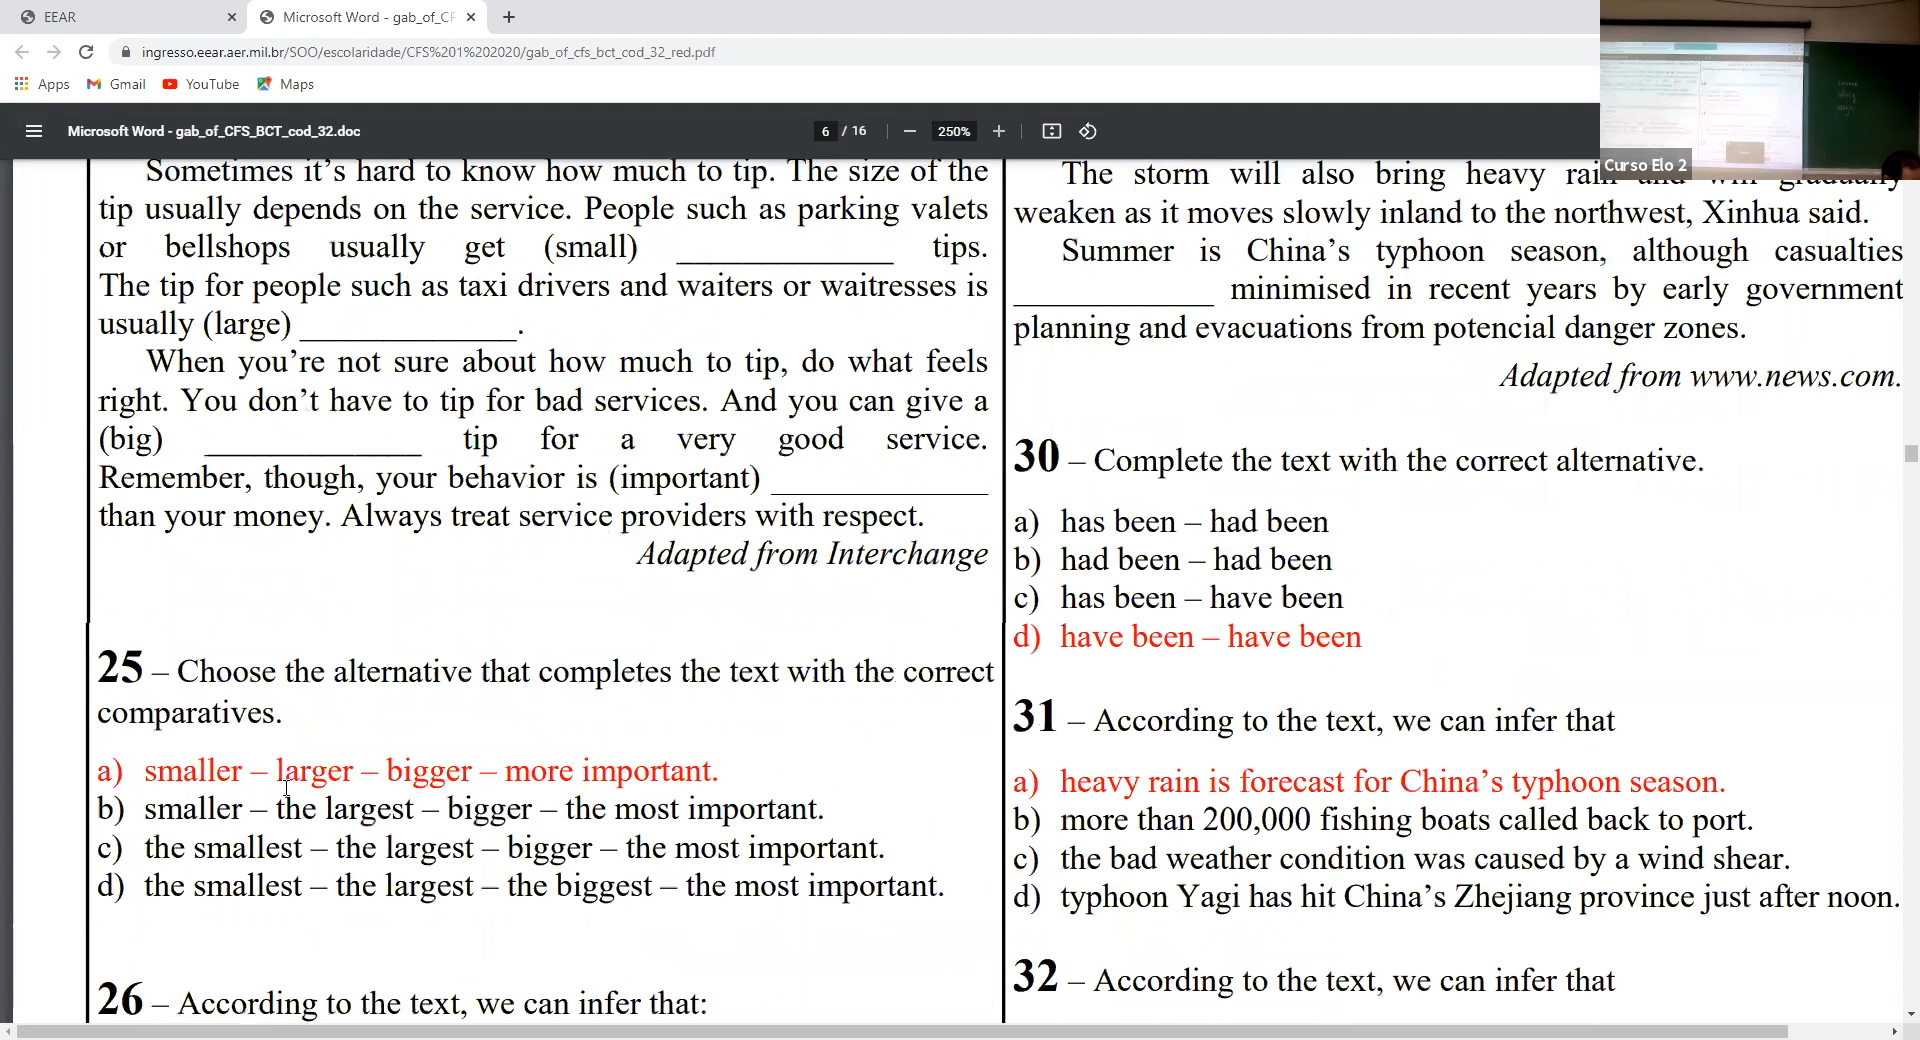 EEAR
Microsoft Word - gab_of_CF
ingresso.eear.aer.mil.br/SOO/escolaridade/CFS%201%202020/gab_of_cfs_bct_cod_32_red.pdf
Apps Gmail YouTube Maps
Microsoft Word - gab_of_CFS_BCT_cod_32.doc
6 / 16
250%
Curso Elo 2
Sometimes it’s hard to know how much to tip. The size of the
tip usually depends on the service. People such as parking valets
or bellshops usually get (small) _____________ tips.
The tip for people such as taxi drivers and waiters or waitresses is
usually (large) _____________.
When you’re not sure about how much to tip, do what feels
right. You don’t have to tip for bad services. And you can give a
(big) _____________ tip for a very good service.
Remember, though, your behavior is (important) _____________
than your money. Always treat service providers with respect.
Adapted from Interchange
25 – Choose the alternative that completes the text with the correct
comparatives.
a) smaller – larger – bigger – more important.
b) smaller – the largest – bigger – the most important.
c) the smallest – the largest – bigger – the most important.
d) the smallest – the largest – the biggest – the most important.
26 – According to the text, we can infer that:
The storm will also bring heavy rain and will gradually
weaken as it moves slowly inland to the northwest, Xinhua said.
Summer is China’s typhoon season, although casualties
____________ minimised in recent years by early government
planning and evacuations from potencial danger zones.
Adapted from www.news.com.
30 – Complete the text with the correct alternative.
a) has been – had been
b) had been – had been
c) has been – have been
d) have been – have been
31 – According to the text, we can infer that
a) heavy rain is forecast for China’s typhoon season.
b) more than 200,000 fishing boats called back to port.
c) the bad weather condition was caused by a wind shear.
d) typhoon Yagi has hit China’s Zhejiang province just after noon.
32 – According to the text, we can infer that